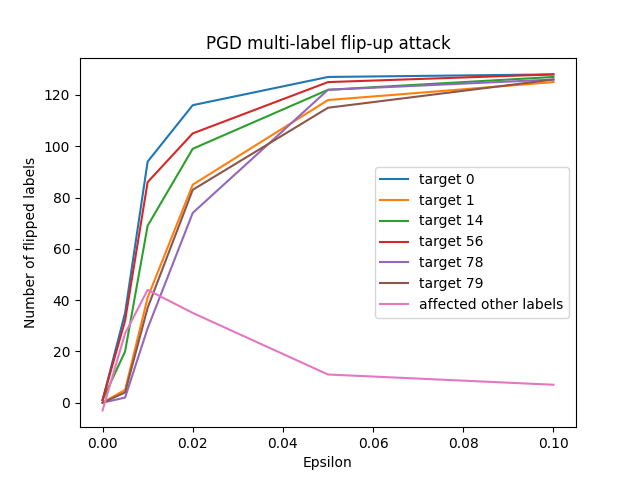 PGD multi-label flip-up attack
Number of flipped labels
120
100
80
60
40
20
0
target 0
target 1
target 14
target 56
target 78
target 79
affected other labels
0.00
0.02
0.04
0.06
0.08
0.10
Epsilon